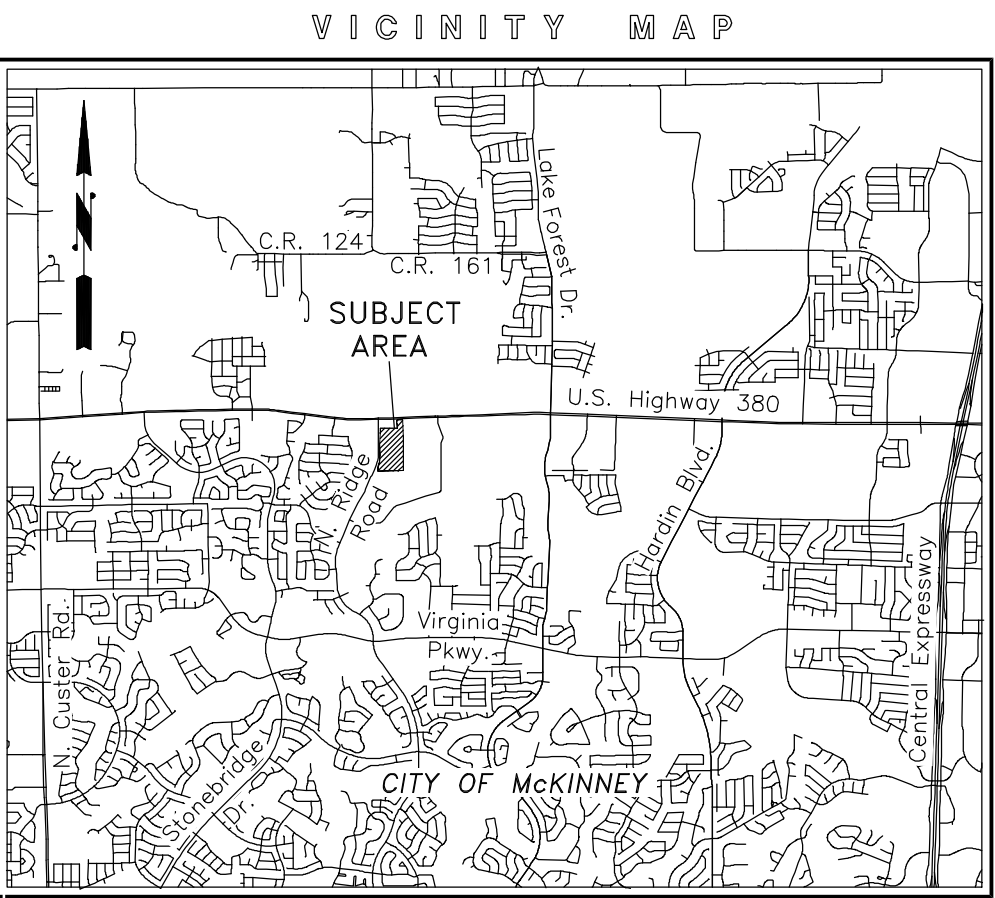 VICINITY MAP
N
Lake Forest Dr.
C.R. 124
C.R. 161
SUBJECT
AREA
U.S. Highway 380
N. Ridge
Road
Hardin Blvd.
Virginia
Pkwy.
N. Custer Rd.
Central Expressway
Stonebridge
Dr.
CITY OF McKINNEY